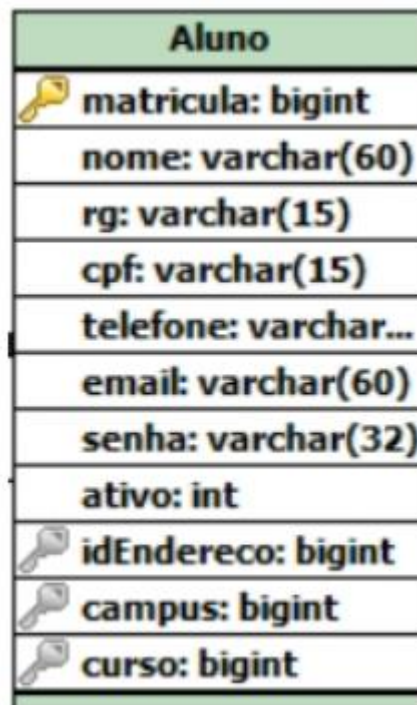 Aluno
matricula: bigint
nome: varchar(60)
rg: varchar(15)
cpf: varchar(15)
telefone: varchar...
email: varchar(60)
senha: varchar(32)
ativo: int
idEndereco: bigint
campus: bigint
curso: bigint